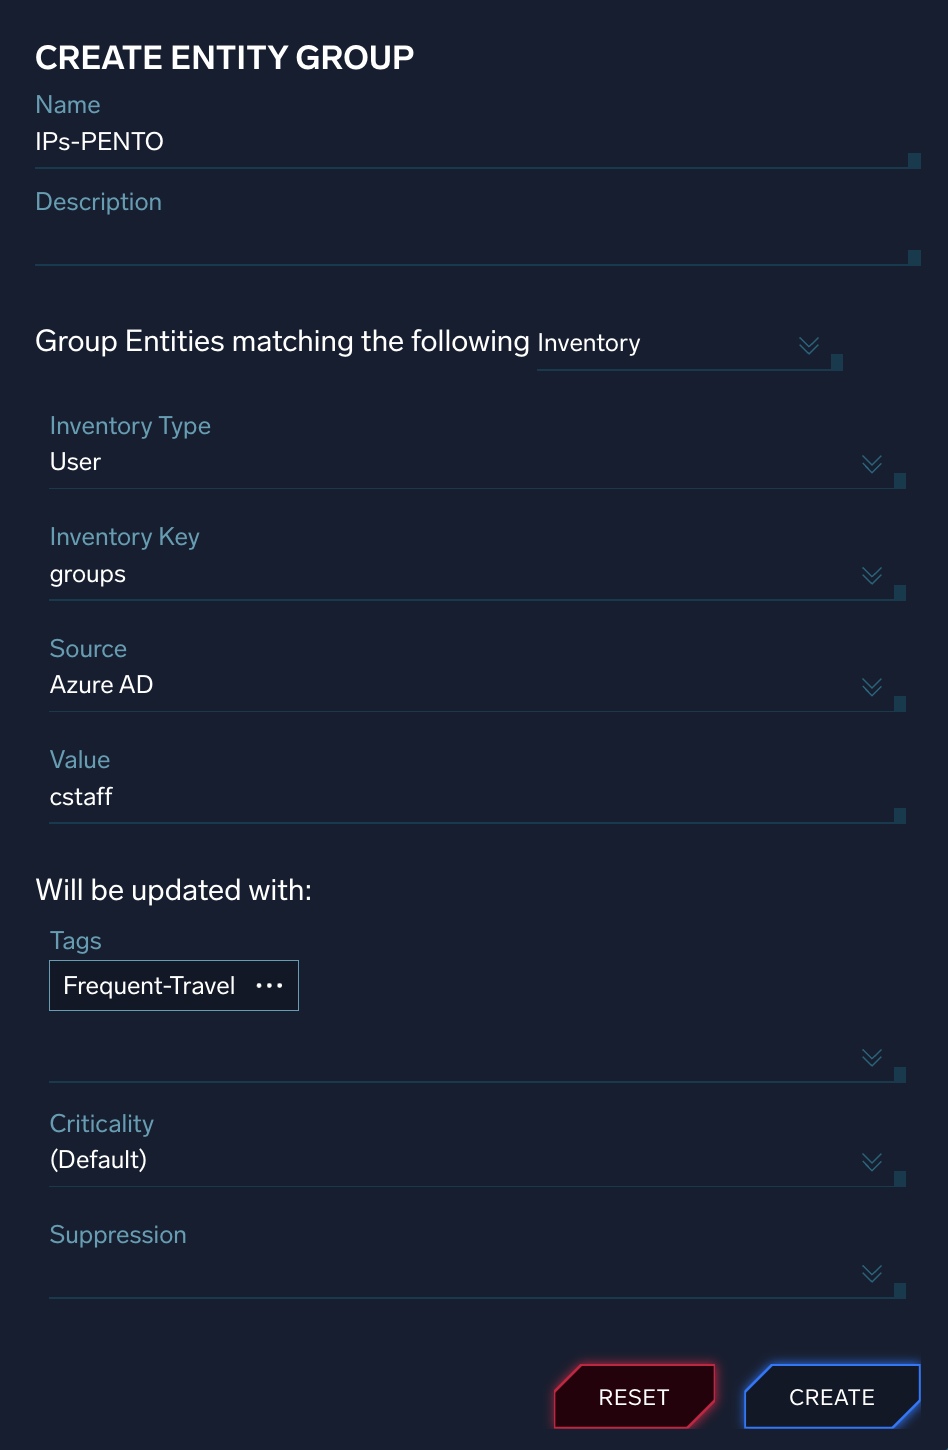 CREATE ENTITY GROUP
Name
IPs-PENTO
Description
Group Entities matching the following Inventory
Inventory Type
User
Inventory Key
groups
Source
Azure AD
Value
cstaff
Will be updated with:
Tags
Frequent-Travel •••
Criticality
(Default)
Suppression
RESET CREATE